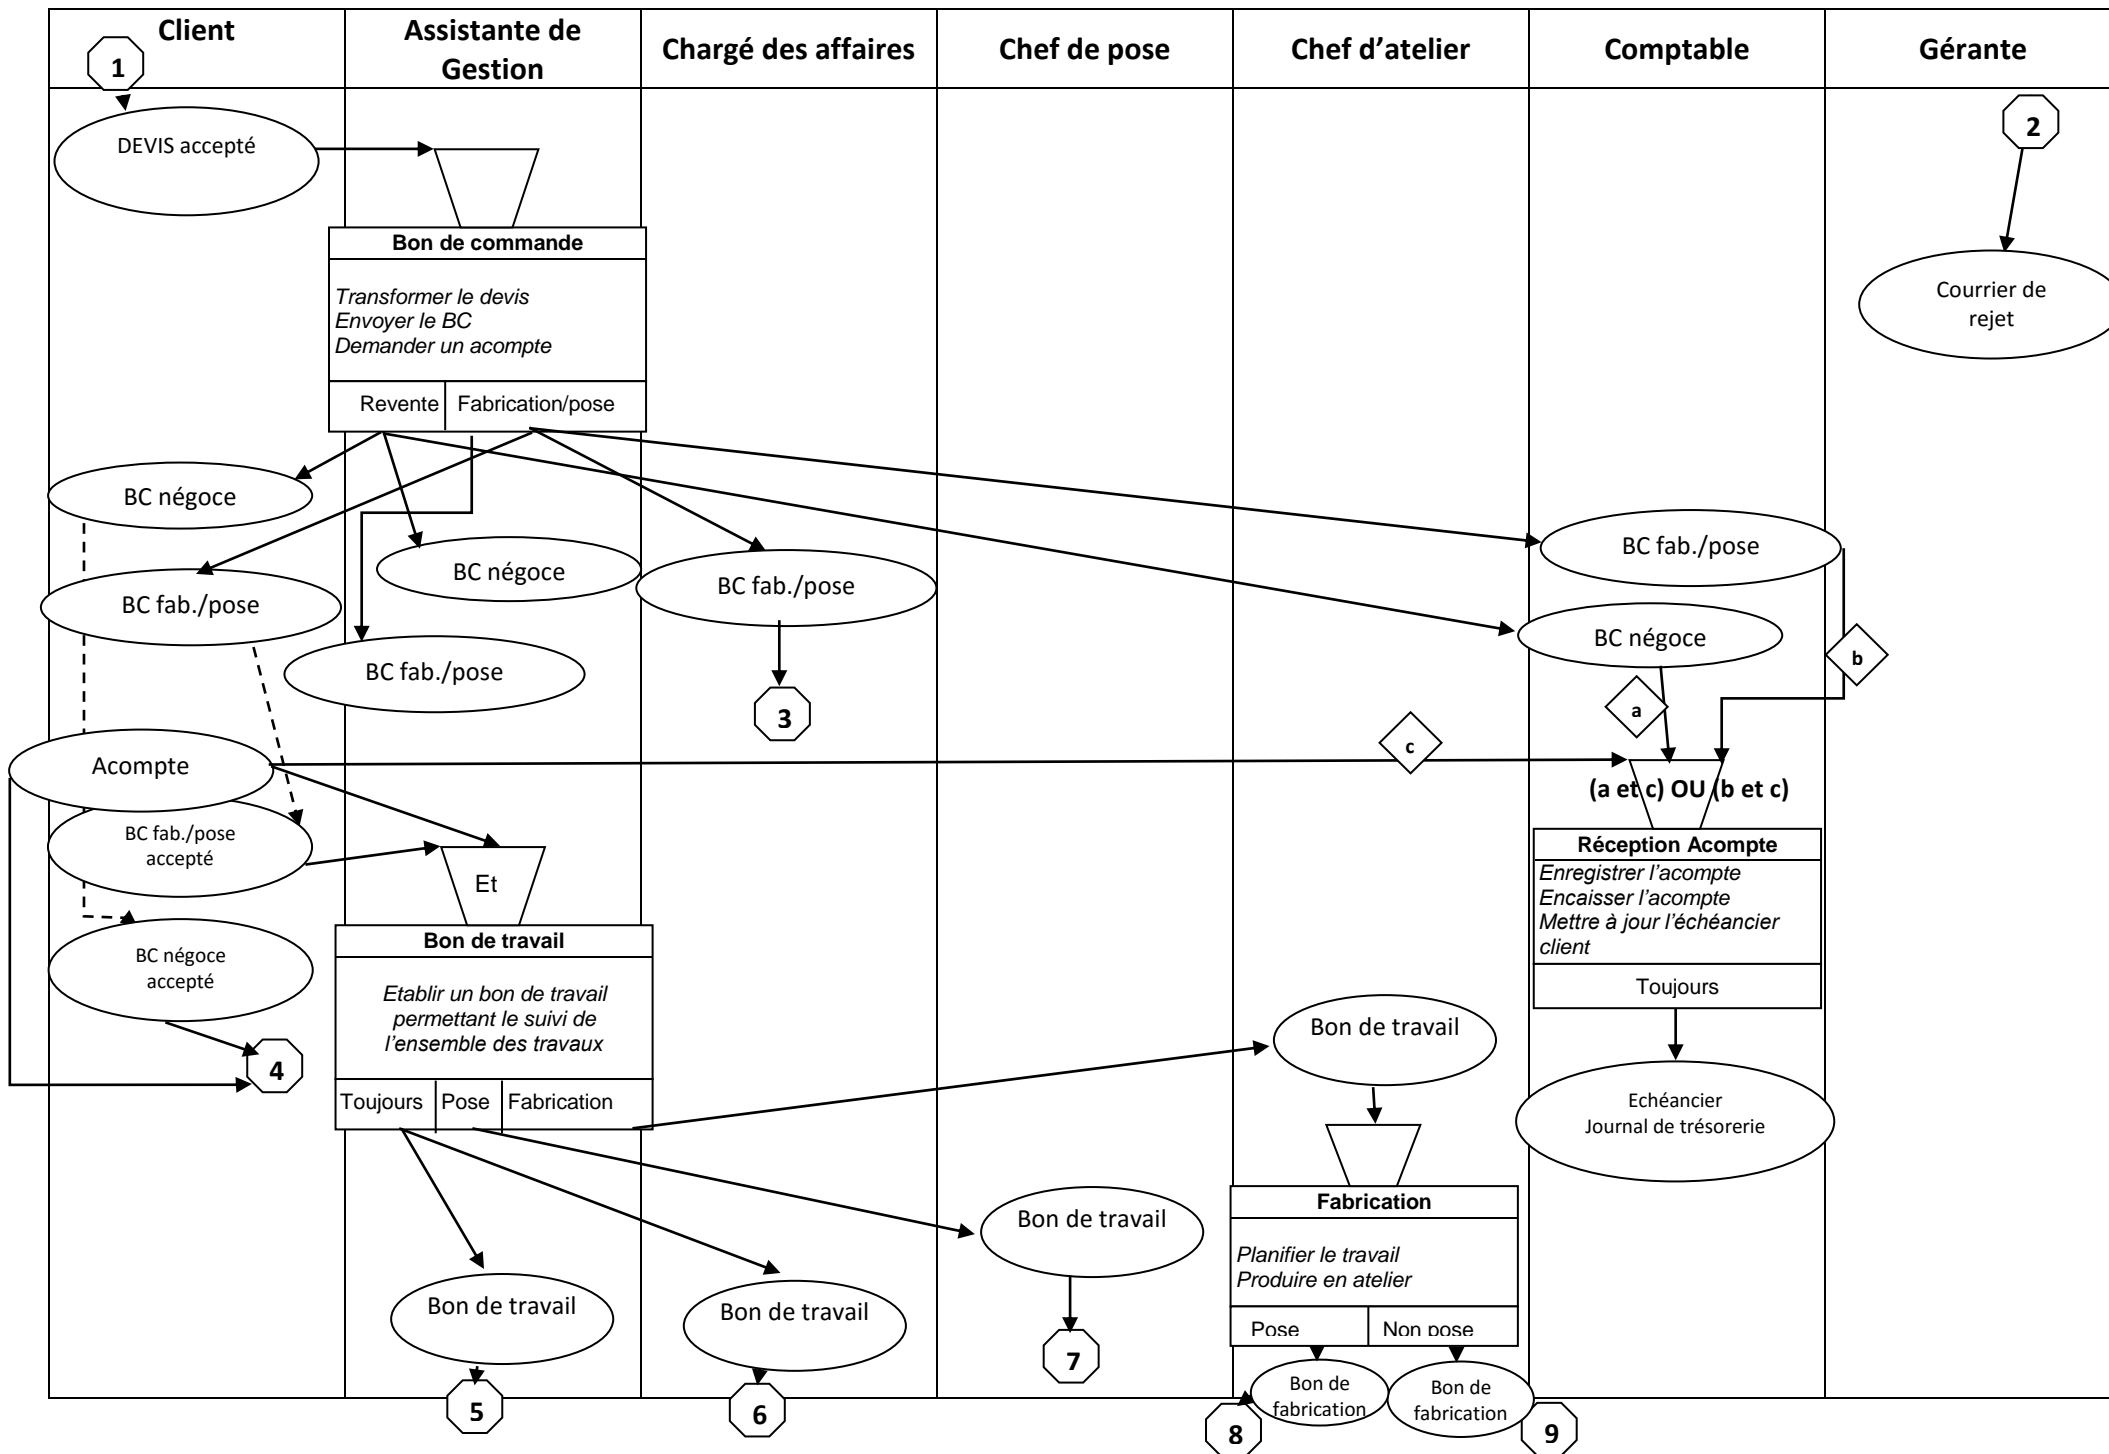 Client
Assistante de
Gestion
Chargé des affaires
Chef de pose
Chef d'atelier
Comptable
Gérante
1
2
DEVIS accepté
Courrier de
rejet
Bon de commande
Transformer le devis
Envoyer le BC
Demander un acompte
Revente
Fabrication/pose
BC négoce
BC fab./pose
BC négoce
BC fab./pose
BC fab./pose
3
BC fab./pose
BC négoce
b
a
c
Acompte
(a et c) OU (b et c)
BC fab./pose
accepté
Et
BC négoce
accepté
4
Réception Acompte
Enregistrer l'acompte
Encaisser l'acompte
Mettre à jour l'échéancier
client
Toujours
Echéancier
Journal de trésorerie
Bon de travail
Etablir un bon de travail
permettant le suivi de
l'ensemble des travaux
Toujours
Pose
Fabrication
Bon de travail
Fabrication
Planifier le travail
Produire en atelier
Pose
Non pose
Bon de travail
Bon de travail
Bon de travail
7
5
6
Bon de
fabrication
Bon de
fabrication
8
9